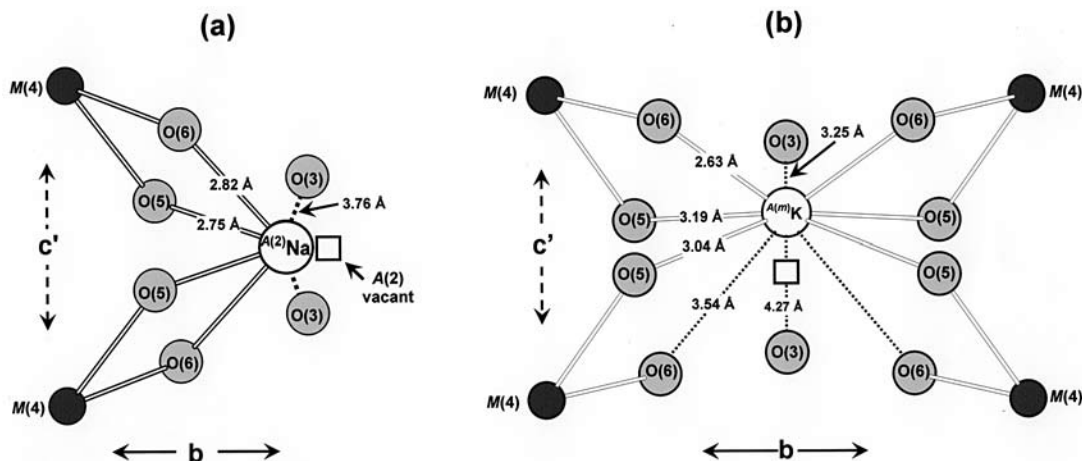 (a)
M(4)
O(6)
2.82 Å
O(3)
3.76 Å
O(5)
2.75 Å
c'
A(2)Na
A(2)
vacant
O(5)
O(3)
O(6)
M(4)
b
(b)
M(4)
M(4)
O(6)
O(6)
O(3)
3.25 Å
2.63 Å
A(m)K
O(5)
3.19 Å
O(5)
3.04 Å
c'
O(5)
O(5)
3.54 Å
4.27Å
O(3)
O(6)
O(6)
M(4)
M(4)
b